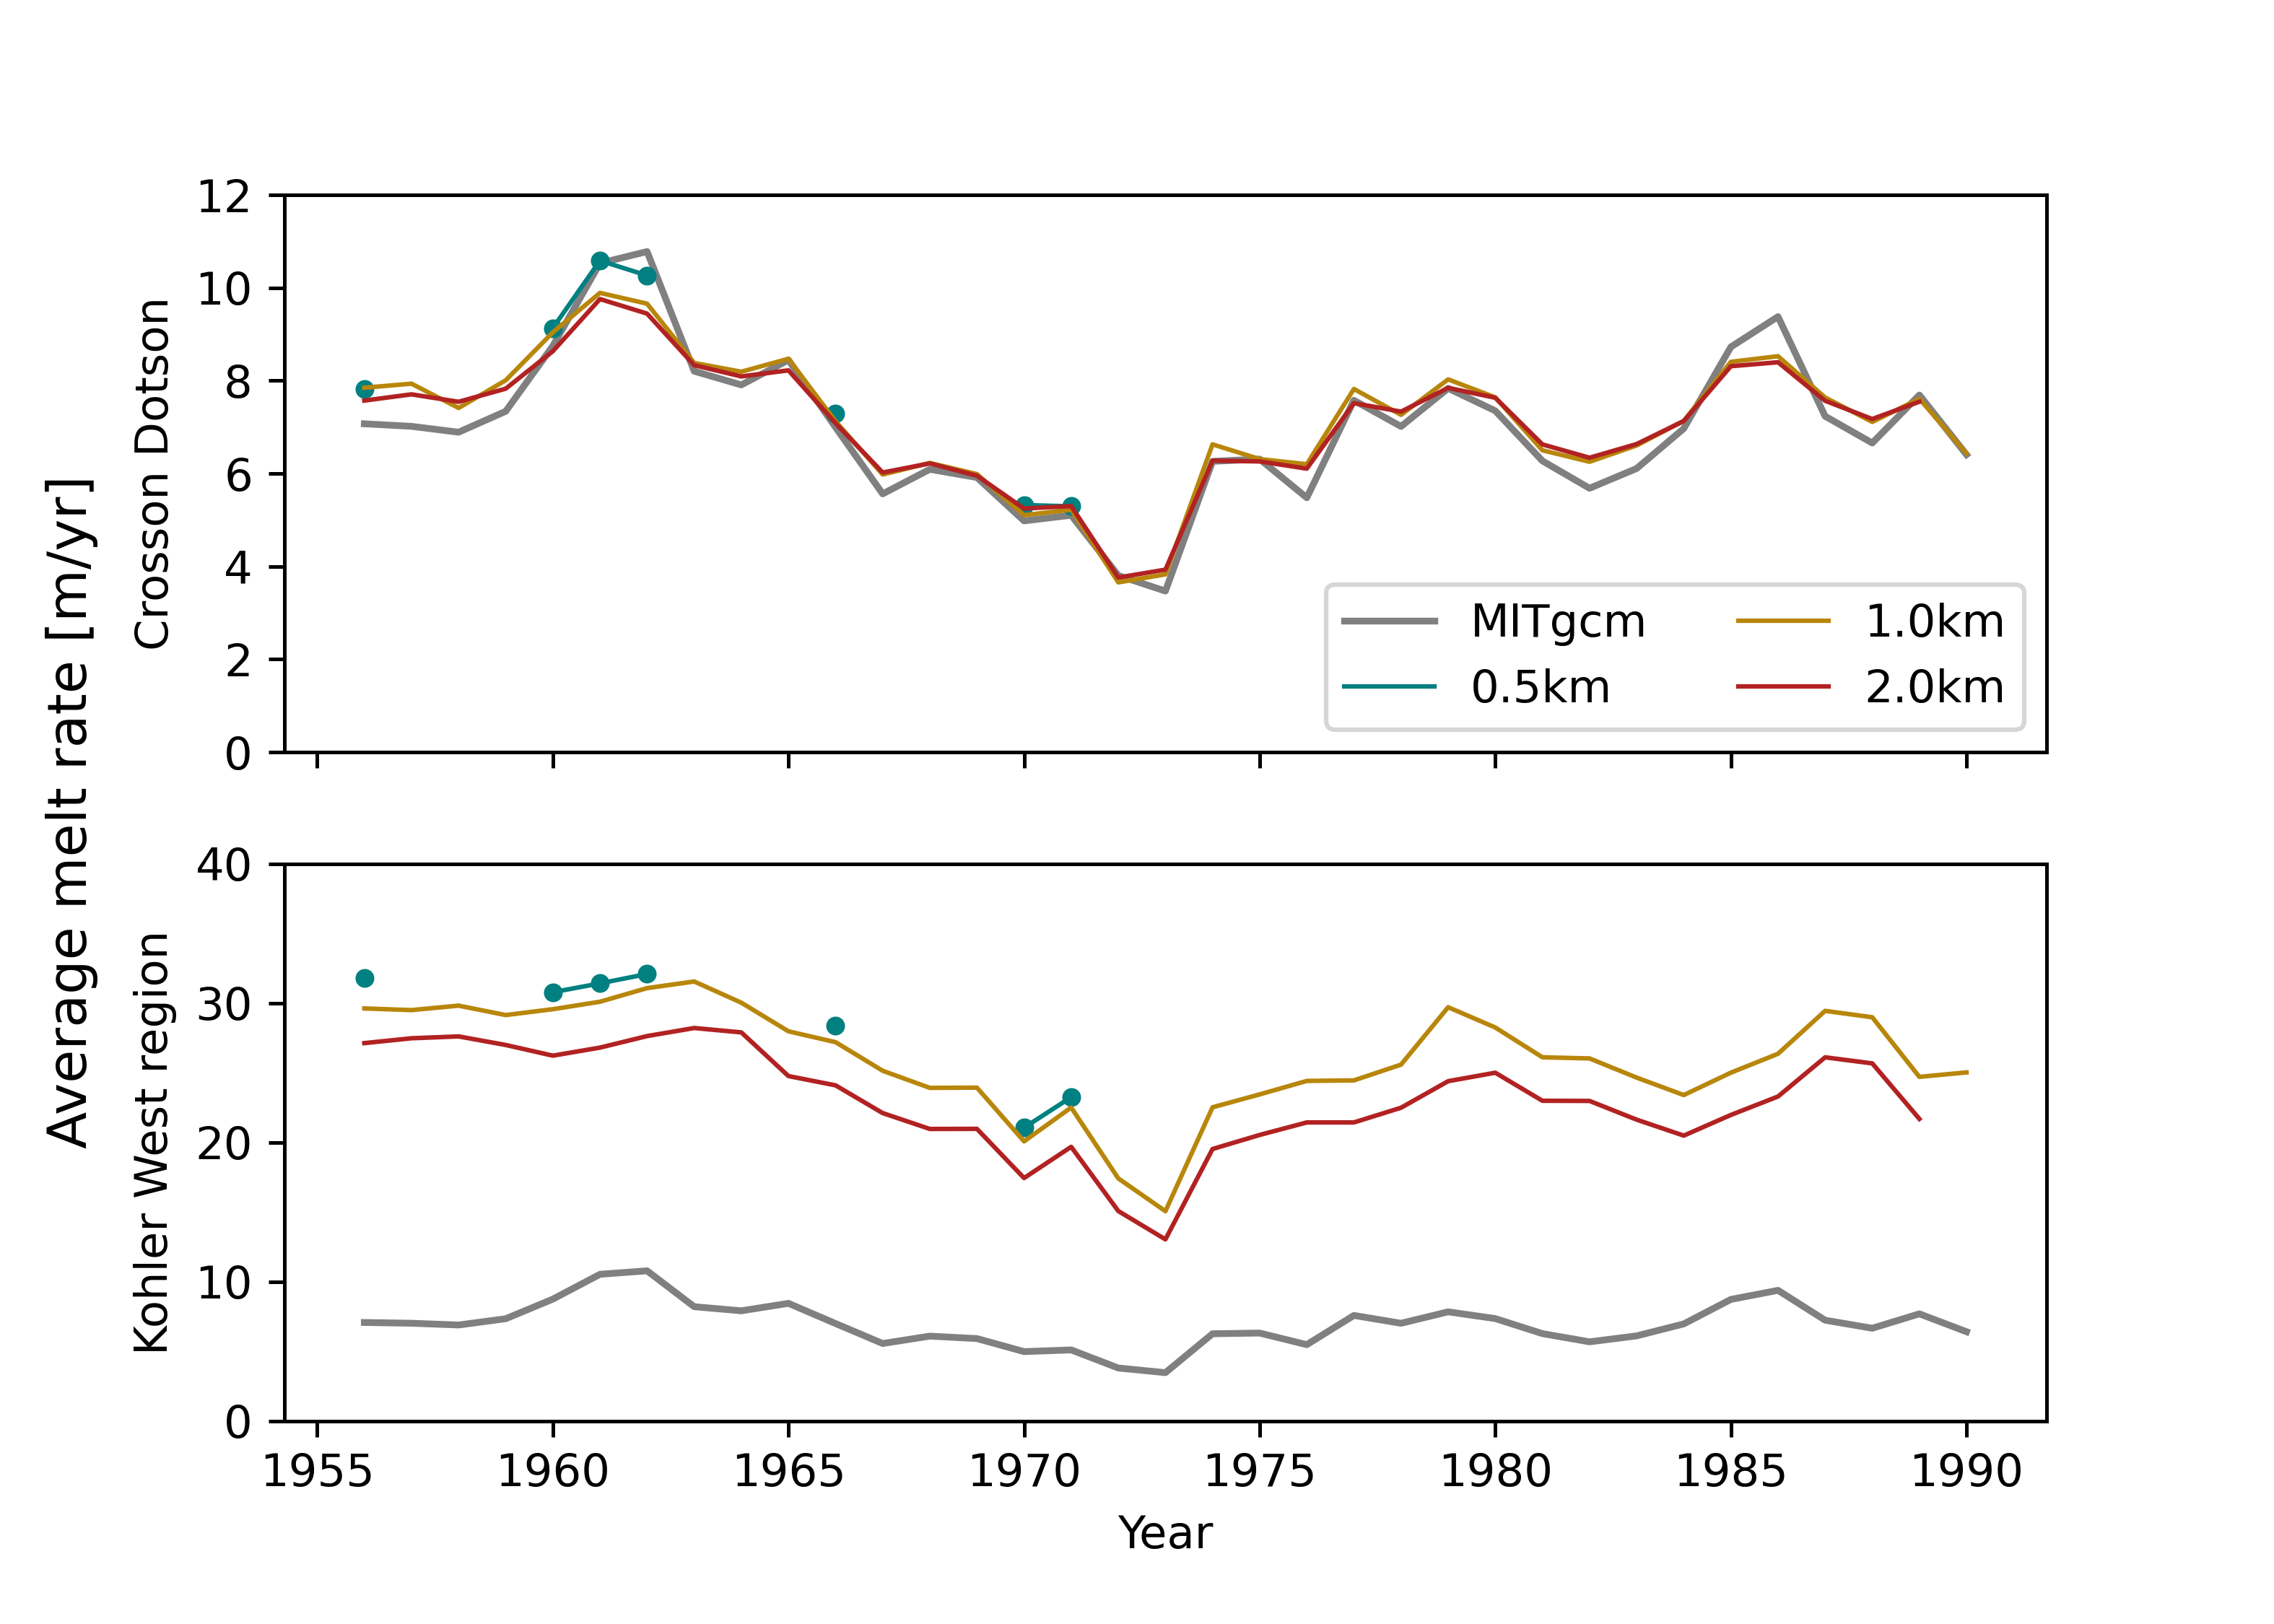 Average melt rate [m/yr]
Crosson Dotson
12
10
8
6
4
2
0
MITgcm
0.5km
1.0km
2.0km
Kohler West region
40
30
20
10
0
1955 1960 1965 1970 1975 1980 1985 1990
Year